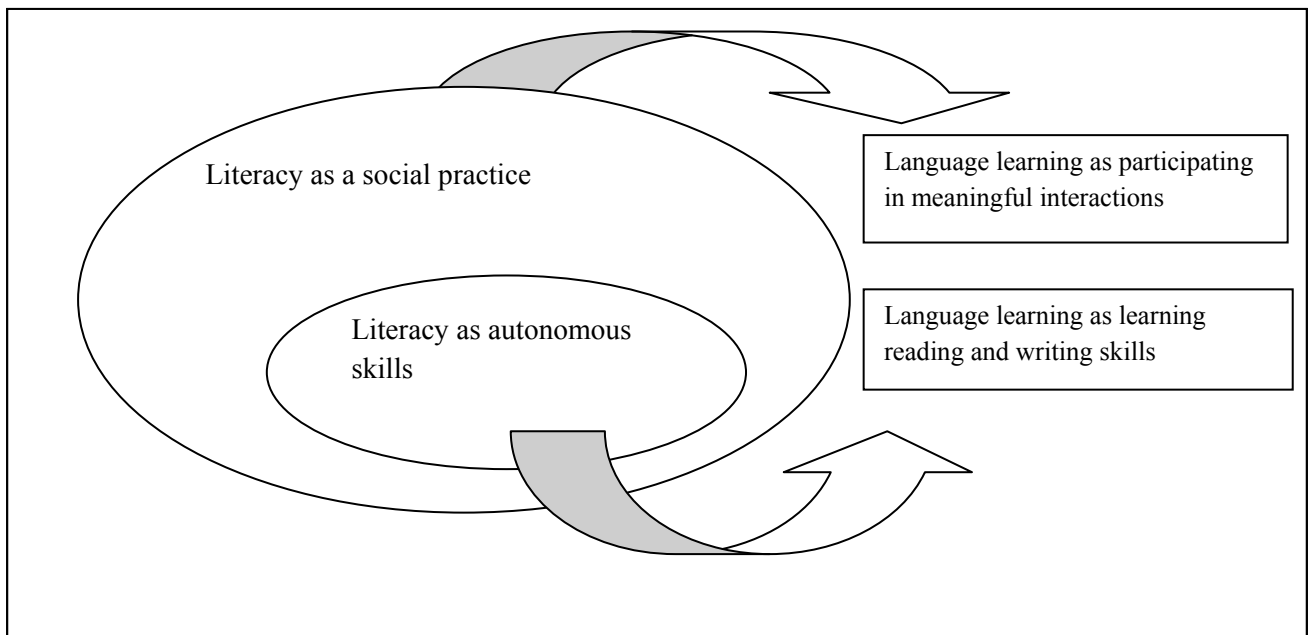 Literacy as a social practice
Literacy as autonomous
skills
Language learning as participating
in meaningful interactions
Language learning as learning
reading and writing skills